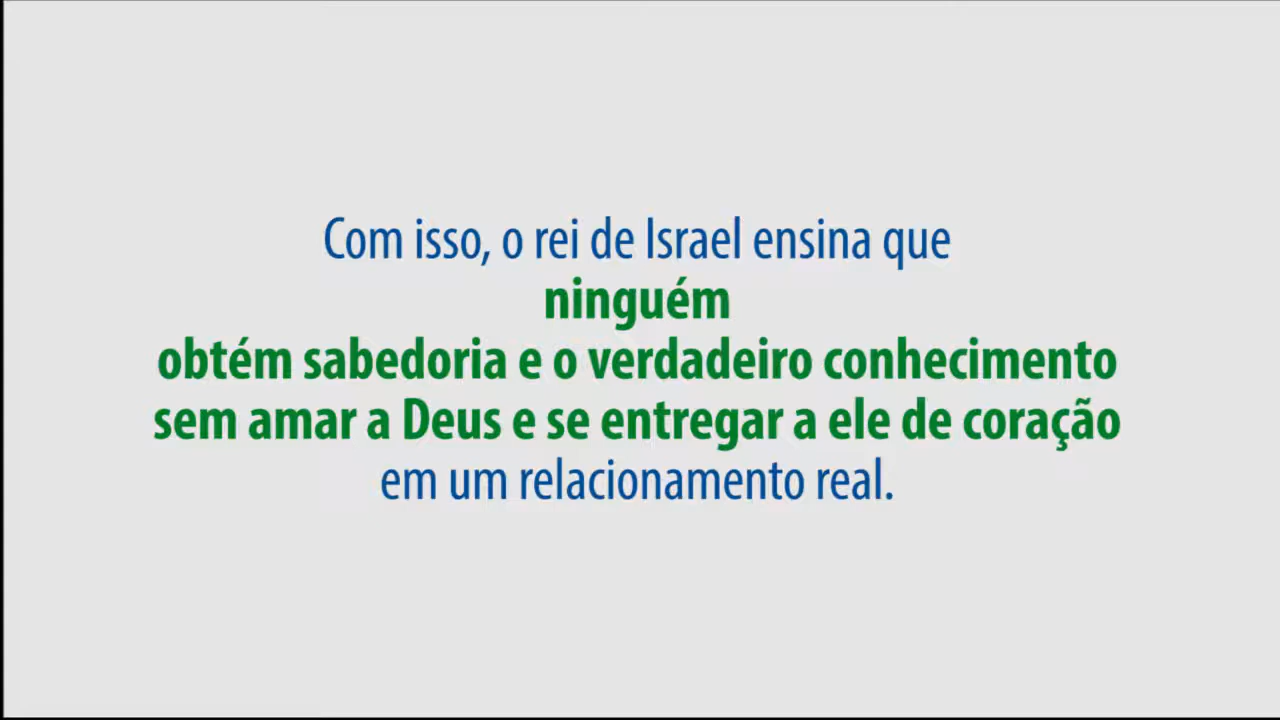 Com isso, o rei de Israel ensina que
ninguém
obtém sabedoria e o verdadeiro conhecimento
sem amar a Deus e se entregar a ele de coração
em um relacionamento real.